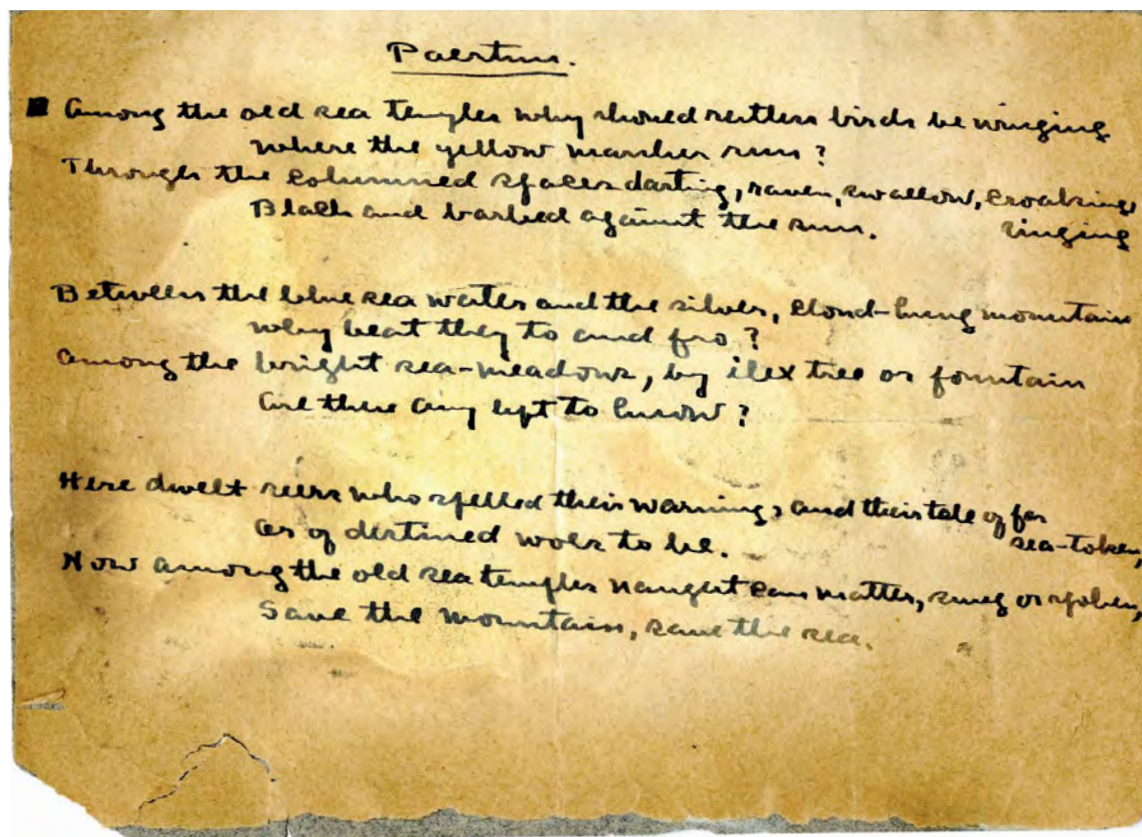 Paestum.
Among the old sea temples why should restless birds be winging
where the yellow marshes run?
Through the columned spaces darting, raven, swallow, croaking,
singing
Black and barbed against the sun.
Between the blue sea water and the silver, cloud-hung mountain
why beat they to and fro?
Among the bright sea-meadows, by ilex tree or fountain
are there any left to know?
Here dwelt seers who spelled their warning, and their tale of far
sea-token,
as of destined woes to be.
Now among the old sea temples naught can matter, sung or spoken,
Save the mountain, save the sea.